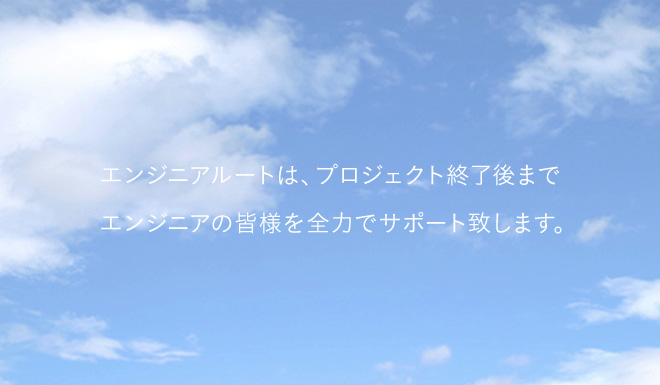 エンジニアルートは、プロジェクト終了後まで
エンジニアの皆様を全力でサポート致します。